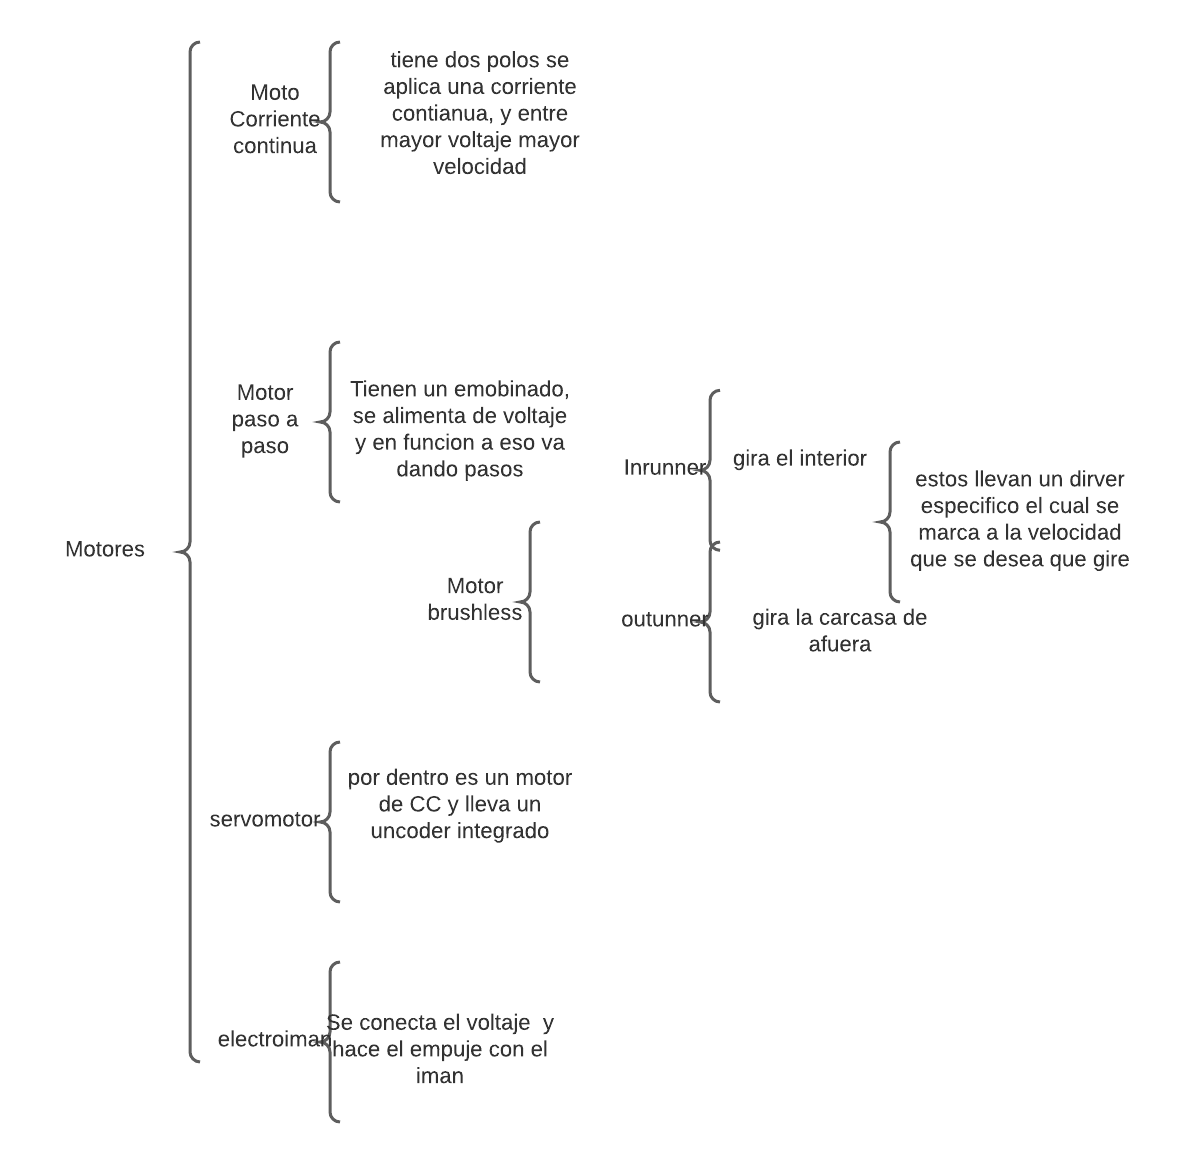 Motores
Moto
Corriente
continua
tiene dos polos se
aplica una corriente
contianua, y entre
mayor voltaje mayor
velocidad
Motor
paso a
paso
Tienen un emobinado,
se alimenta de voltaje
y en funcion a eso va
dando pasos
Motor
brushless
Inrunner
gira el interior
outunner
gira la carcasa de
afuera
estos llevan un dirver
especifico el cual se
marca a la velocidad
que se desea que gire
servomotor
por dentro es un motor
de CC y lleva un
uncoder integrado
electroiman
Se conecta el voltaje  y
hace el empuje con el
iman